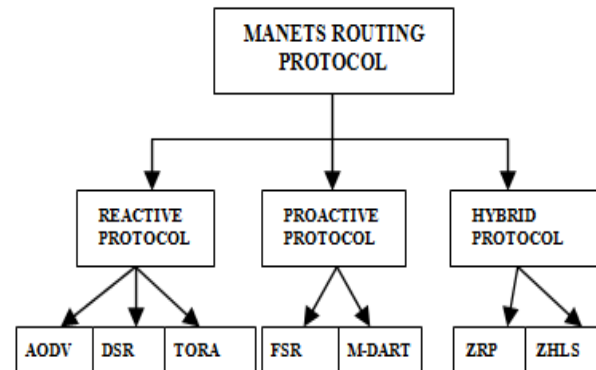 MANETS ROUTING
PROTOCOL
REACTIVE
PROTOCOL
PROACTIVE
PROTOCOL
HYBRID
PROTOCOL
AODV
DSR
TORA
FSR
M-DART
ZRP
ZHLS